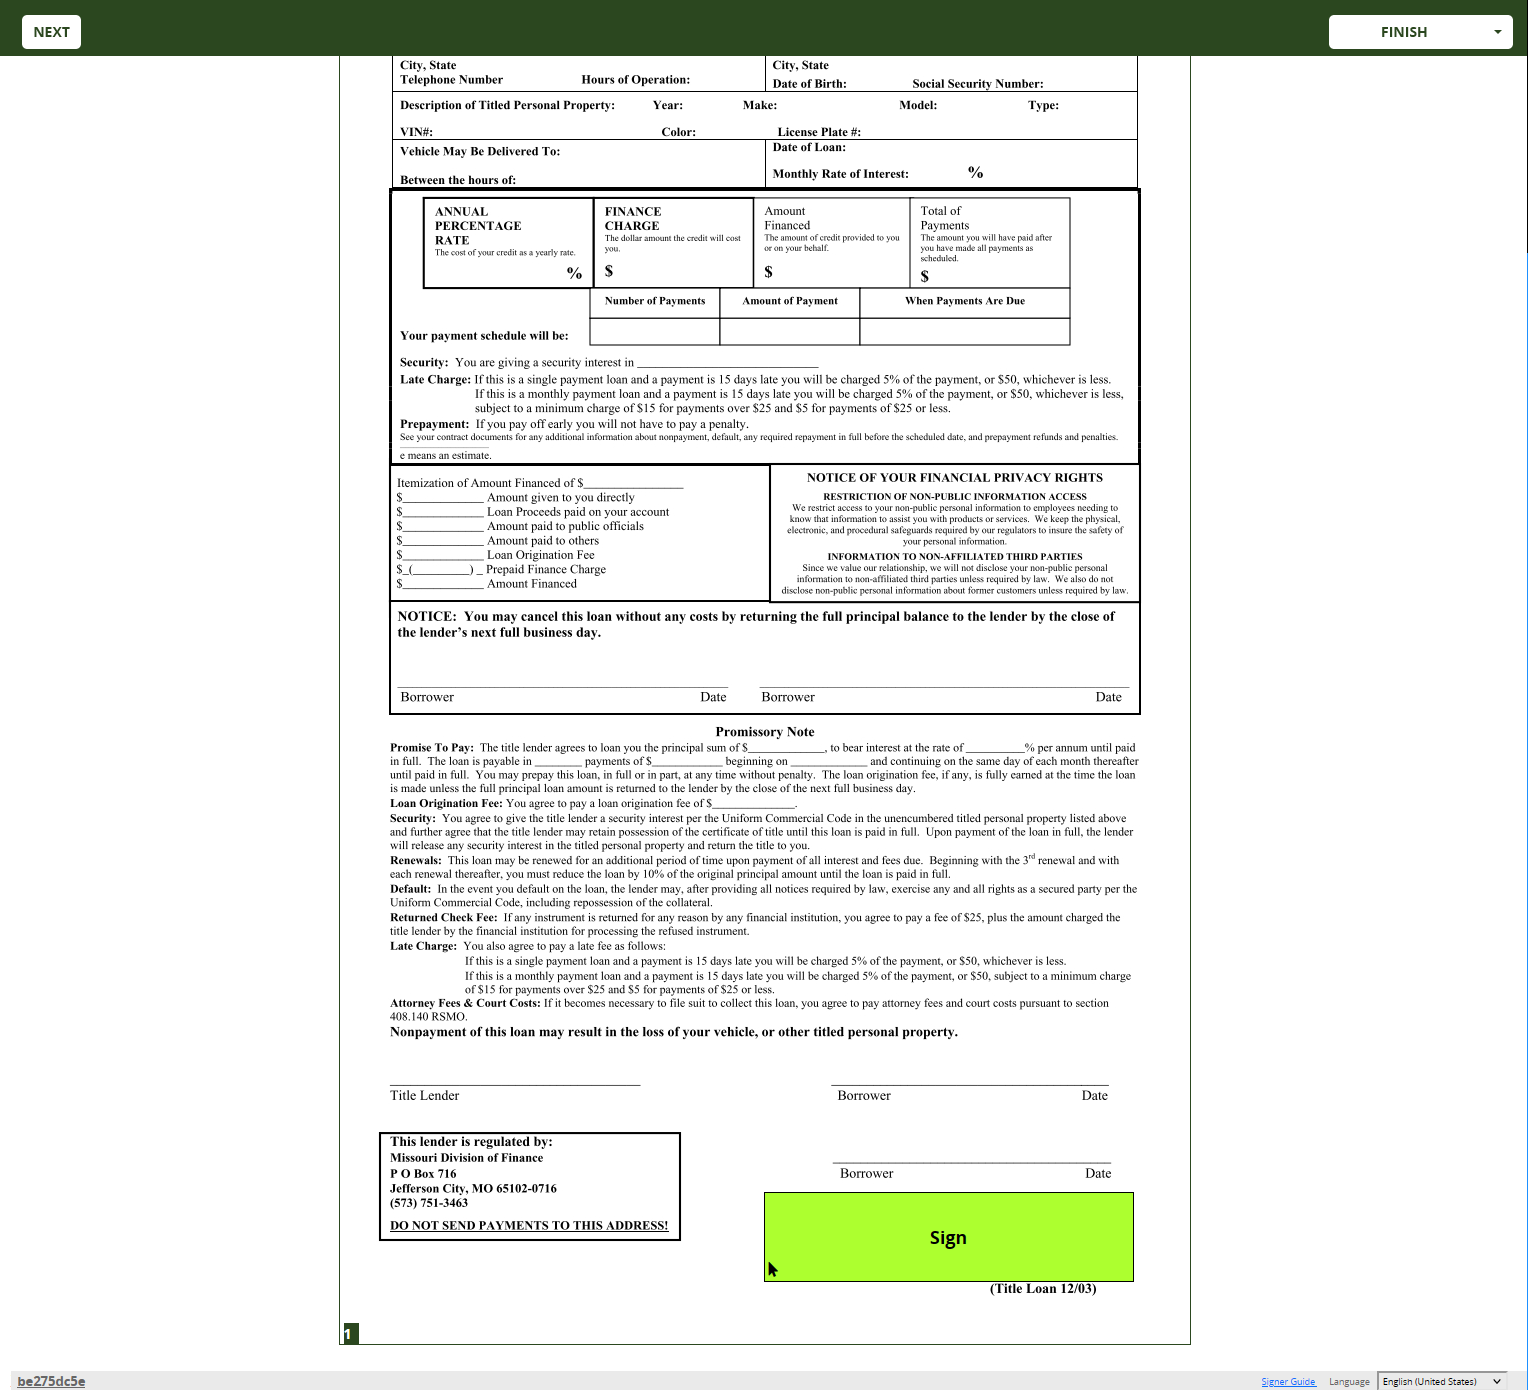 NEXT
FINISH
City, State
City, State
Telephone Number Hours of Operation:
Date of Birth: Social Security Number:
Description of Titled Personal Property: Year: Make: Model: Type:
VIN#: Color: License Plate #:
Vehicle May Be Delivered To:
Date of Loan:
Between the hours of:
Monthly Rate of Interest: %
ANNUAL
PERCENTAGE
RATE
The cost of your credit as a yearly rate.
%
FINANCE
CHARGE
The dollar amount the credit will cost
you.
$
Amount
Financed
The amount of credit provided to you
or on your behalf.
$
Total of
Payments
The amount you will have paid after
you have made all payments as
scheduled.
$
Number of Payments Amount of Payment When Payments Are Due
Your payment schedule will be:
Security: You are giving a security interest in ____________________________
Late Charge: If this is a single payment loan and a payment is 15 days late you will be charged 5% of the payment, or $50, whichever is less.
If this is a monthly payment loan and a payment is 15 days late you will be charged 5% of the payment, or $50, whichever is less,
subject to a minimum charge of $15 for payments over $25 and $5 for payments of $25 or less.
Prepayment: If you pay off early you will not have to pay a penalty.
See your contract documents for any additional information about nonpayment, default, any required repayment in full before the scheduled date, and prepayment refunds and penalties.
e means an estimate.
Itemization of Amount Financed of $________________
$_____________ Amount given to you directly
$_____________ Loan Proceeds paid on your account
$_____________ Amount paid to public officials
$_____________ Amount paid to others
$_____________ Loan Origination Fee
$_(_________) _ Prepaid Finance Charge
$_____________ Amount Financed
NOTICE OF YOUR FINANCIAL PRIVACY RIGHTS
RESTRICTION OF NON-PUBLIC INFORMATION ACCESS
We restrict access to your non-public personal information to employees needing to
know that information to assist you with products or services. We keep the physical,
electronic, and procedural safeguards required by our regulators to insure the safety of
your personal information.
INFORMATION TO NON-AFFILIATED THIRD PARTIES
Since we value our relationship, we will not disclose your non-public personal
information to non-affiliated third parties unless required by law. We also do not
disclose non-public personal information about former customers unless required by law.
NOTICE: You may cancel this loan without any costs by returning the full principal balance to the lender by the close of
the lender's next full business day.
Borrower Date Borrower Date
Promissory Note
Promise To Pay: The title lender agrees to loan you the principal sum of $_____________, to bear interest at the rate of __________% per annum until paid
in full. The loan is payable in ________ payments of $____________ beginning on _____________ and continuing on the same day of each month thereafter
until paid in full. You may prepay this loan, in full or in part, at any time without penalty. The loan origination fee, if any, is fully earned at the time the loan
is made unless the full principal loan amount is returned to the lender by the close of the next full business day.
Loan Origination Fee: You agree to pay a loan origination fee of $______________.
Security: You agree to give the title lender a security interest per the Uniform Commercial Code in the unencumbered titled personal property listed above
and further agree that the title lender may retain possession of the certificate of title until this loan is paid in full. Upon payment of the loan in full, the lender
will release any security interest in the titled personal property and return the title to you.
Renewals: This loan may be renewed for an additional period of time upon payment of all interest and fees due. Beginning with the 3rd renewal and with
each renewal thereafter, you must reduce the loan by 10% of the original principal amount until the loan is paid in full.
Default: In the event you default on the loan, the lender may, after providing all notices required by law, exercise any and all rights as a secured party per the
Uniform Commercial Code, including repossession of the collateral.
Returned Check Fee: If any instrument is returned for any reason by any financial institution, you agree to pay a fee of $25, plus the amount charged the
title lender by the financial institution for processing the refused instrument.
Late Charge: You also agree to pay a late fee as follows:
If this is a single payment loan and a payment is 15 days late you will be charged 5% of the payment, or $50, whichever is less.
If this is a monthly payment loan and a payment is 15 days late you will be charged 5% of the payment, or $50, subject to a minimum charge
of $15 for payments over $25 and $5 for payments of $25 or less.
Attorney Fees & Court Costs: If it becomes necessary to file suit to collect this loan, you agree to pay attorney fees and court costs pursuant to section
408.140 RSMO.
Nonpayment of this loan may result in the loss of your vehicle, or other titled personal property.
Title Lender Borrower Date
This lender is regulated by:
Missouri Division of Finance
P O Box 716
Jefferson City, MO 65102-0716
(573) 751-3463
DO NOT SEND PAYMENTS TO THIS ADDRESS!
Borrower Date
Sign
(Title Loan 12/03)
1
be275dc5e
Signer Guide Language English (United States)